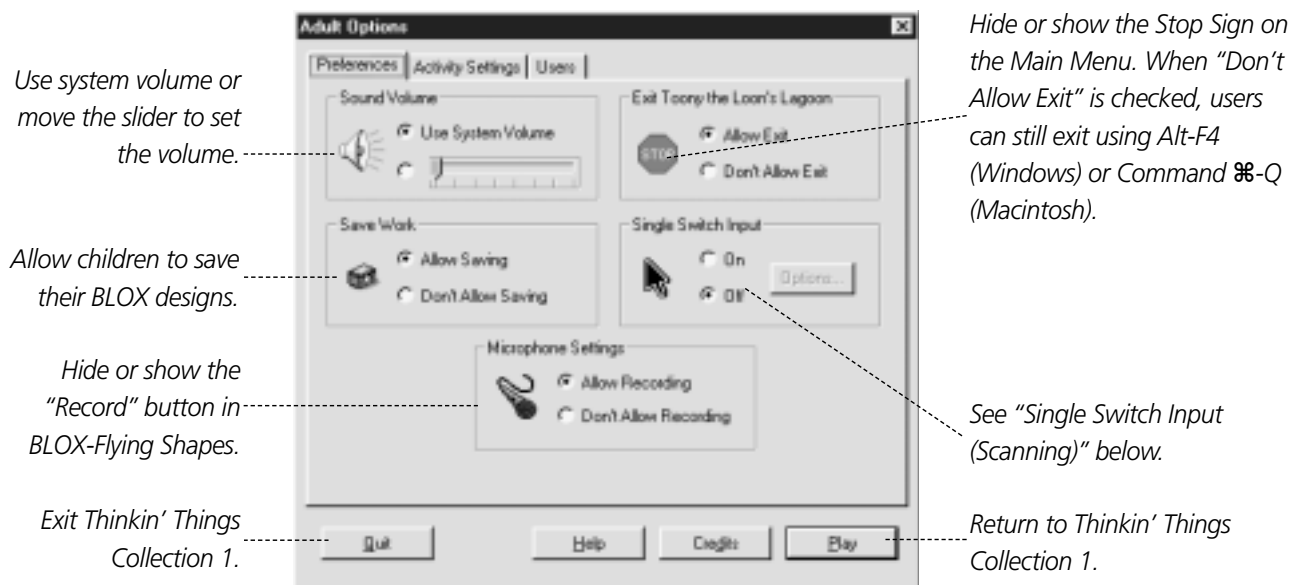 Adult Options
Preferences
Activity Settings
Users
Use system volume or
move the slider to set
the volume.
Sound Volume
Use System Volume
Exit Toony the Loon's Lagoon
STOP
Allow Exit
Don't Allow Exit
Hide or show the Stop Sign on
the Main Menu. When “Don’t
Allow Exit” is checked, users
can still exit using Alt-F4
(Windows) or Command ⌘-Q
(Macintosh).
Allow children to save
their BLOX designs.
Save Work
Allow Saving
Don't Allow Saving
Single Switch Input
On
Off
Options...
Hide or show the
“Record” button in
BLOX-Flying Shapes.
Microphone Settings
Allow Recording
Don't Allow Recording
See “Single Switch Input
(Scanning)” below.
Exit Thinkin’ Things
Collection 1.
Quit
Help
Credits
Play
Return to Thinkin’ Things
Collection 1.